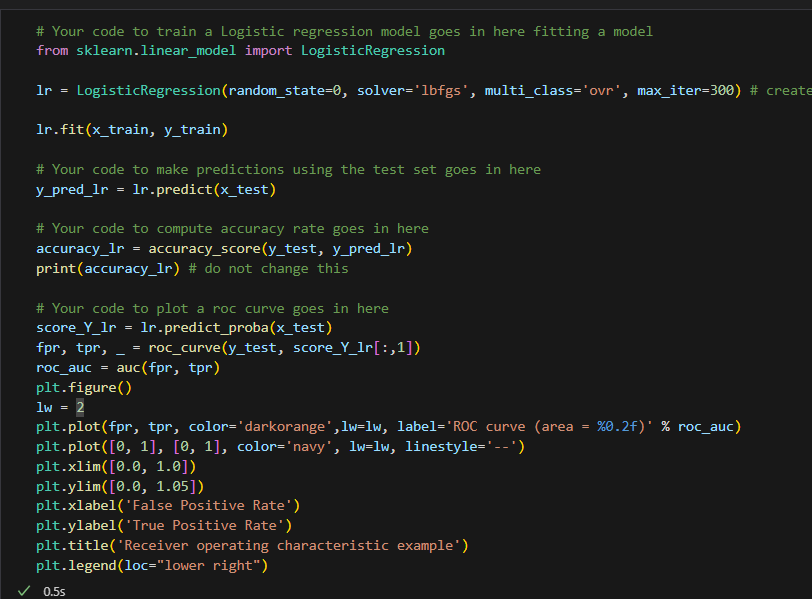 # Your code to train a Logistic regression model goes in here fitting a model
from sklearn.linear_model import LogisticRegression
lr = LogisticRegression(random_state=0, solver='lbfgs', multi_class='ovr', max_iter=300) # create
lr.fit(x_train, y_train)
# Your code to make predictions using the test set goes in here
y_pred_lr = lr.predict(x_test)
# Your code to compute accuracy rate goes in here
accuracy_lr = accuracy_score(y_test, y_pred_lr)
print(accuracy_lr) # do not change this
# Your code to plot a roc curve goes in here
score_Y_lr = lr.predict_proba(x_test)
fpr, tpr, _ = roc_curve(y_test, score_Y_lr[:,1])
roc_auc = auc(fpr, tpr)
plt.figure()
lw = 2
plt.plot(fpr, tpr, color='darkorange',lw=lw, label='ROC curve (area = %0.2f)' % roc_auc)
plt.plot([0, 1], [0, 1], color='navy', lw=lw, linestyle='--')
plt.xlim([0.0, 1.0])
plt.ylim([0.0, 1.05])
plt.xlabel('False Positive Rate')
plt.ylabel('True Positive Rate')
plt.title('Receiver operating characteristic example')
plt.legend(loc="lower right")
0.5s